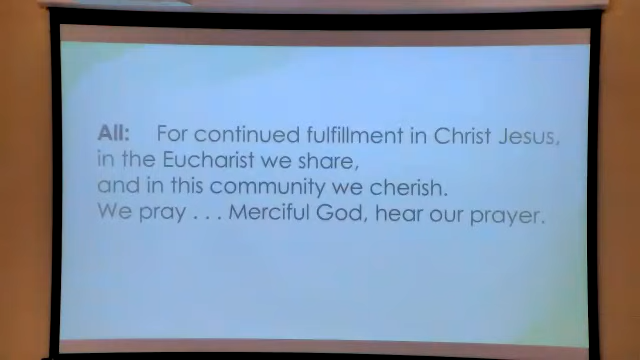 All: For continued fulfillment in Christ Jesus,
in the Eucharist we share,
and in this community we cherish.
We pray . . . Merciful God, hear our prayer.